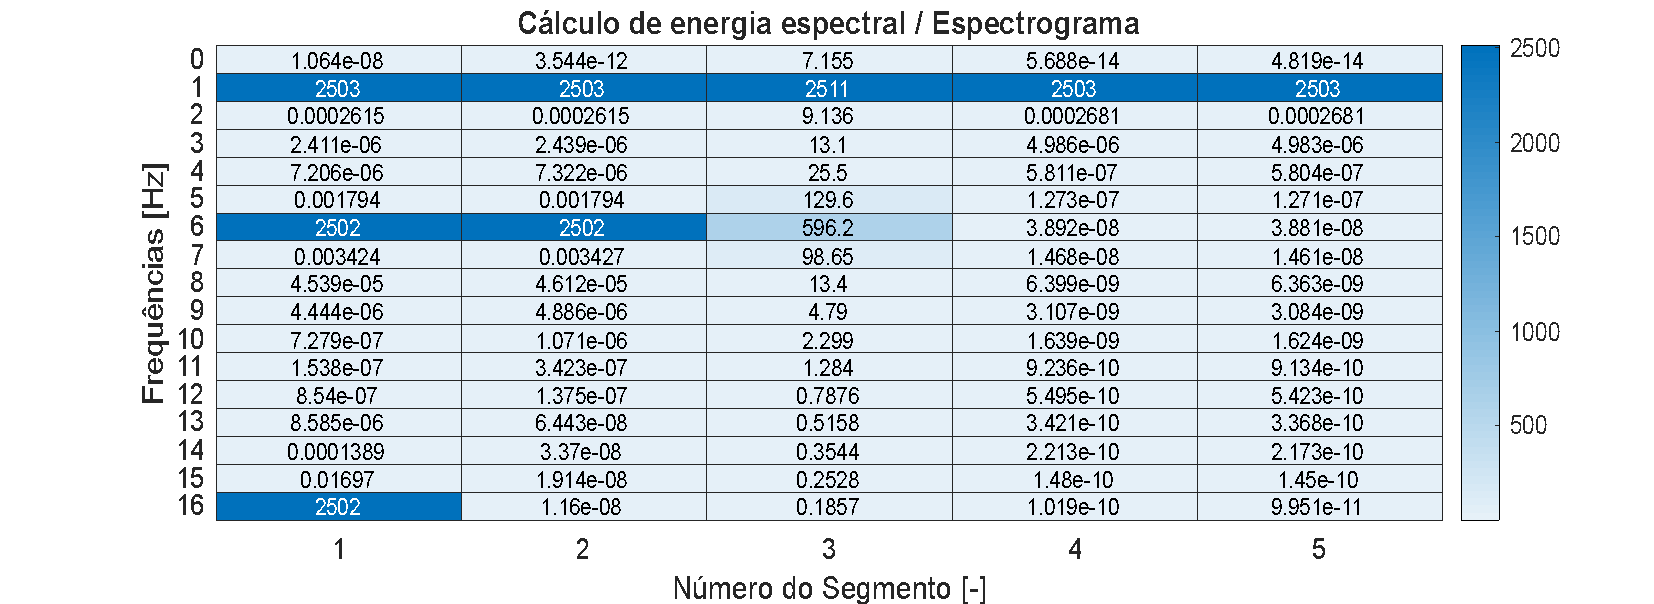 Cálculo de energia espectral / Espectrograma
0 1.064e-08 3.544e-12 7.155 5.688e-14 4.819e-14
1 2503 2503 2511 2503 2503
2 0.0002615 0.0002615 9.136 0.0002681 0.0002681
3 2.411e-06 2.439e-06 13.1 4.986e-06 4.983e-06
4 7.206e-06 7.322e-06 25.5 5.811e-07 5.804e-07
5 0.001794 0.001794 129.6 1.273e-07 1.271e-07
6 2502 2502 596.2 3.892e-08 3.881e-08
7 0.003424 0.003427 98.65 1.468e-08 1.461e-08
8 4.539e-05 4.612e-05 13.4 6.399e-09 6.363e-09
9 4.444e-06 4.886e-06 4.79 3.107e-09 3.084e-09
10 7.279e-07 1.071e-06 2.299 1.639e-09 1.624e-09
11 1.538e-07 3.423e-07 1.284 9.236e-10 9.134e-10
12 8.54e-07 1.375e-07 0.7876 5.495e-10 5.423e-10
13 8.585e-06 6.443e-08 0.5158 3.421e-10 3.368e-10
14 0.0001389 3.37e-08 0.3544 2.213e-10 2.173e-10
15 0.01697 1.914e-08 0.2528 1.48e-10 1.45e-10
16 2502 1.16e-08 0.1857 1.019e-10 9.951e-11
1 2 3 4 5
Número do Segmento [-]
Frequências [Hz]
2500
2000
1500
1000
500